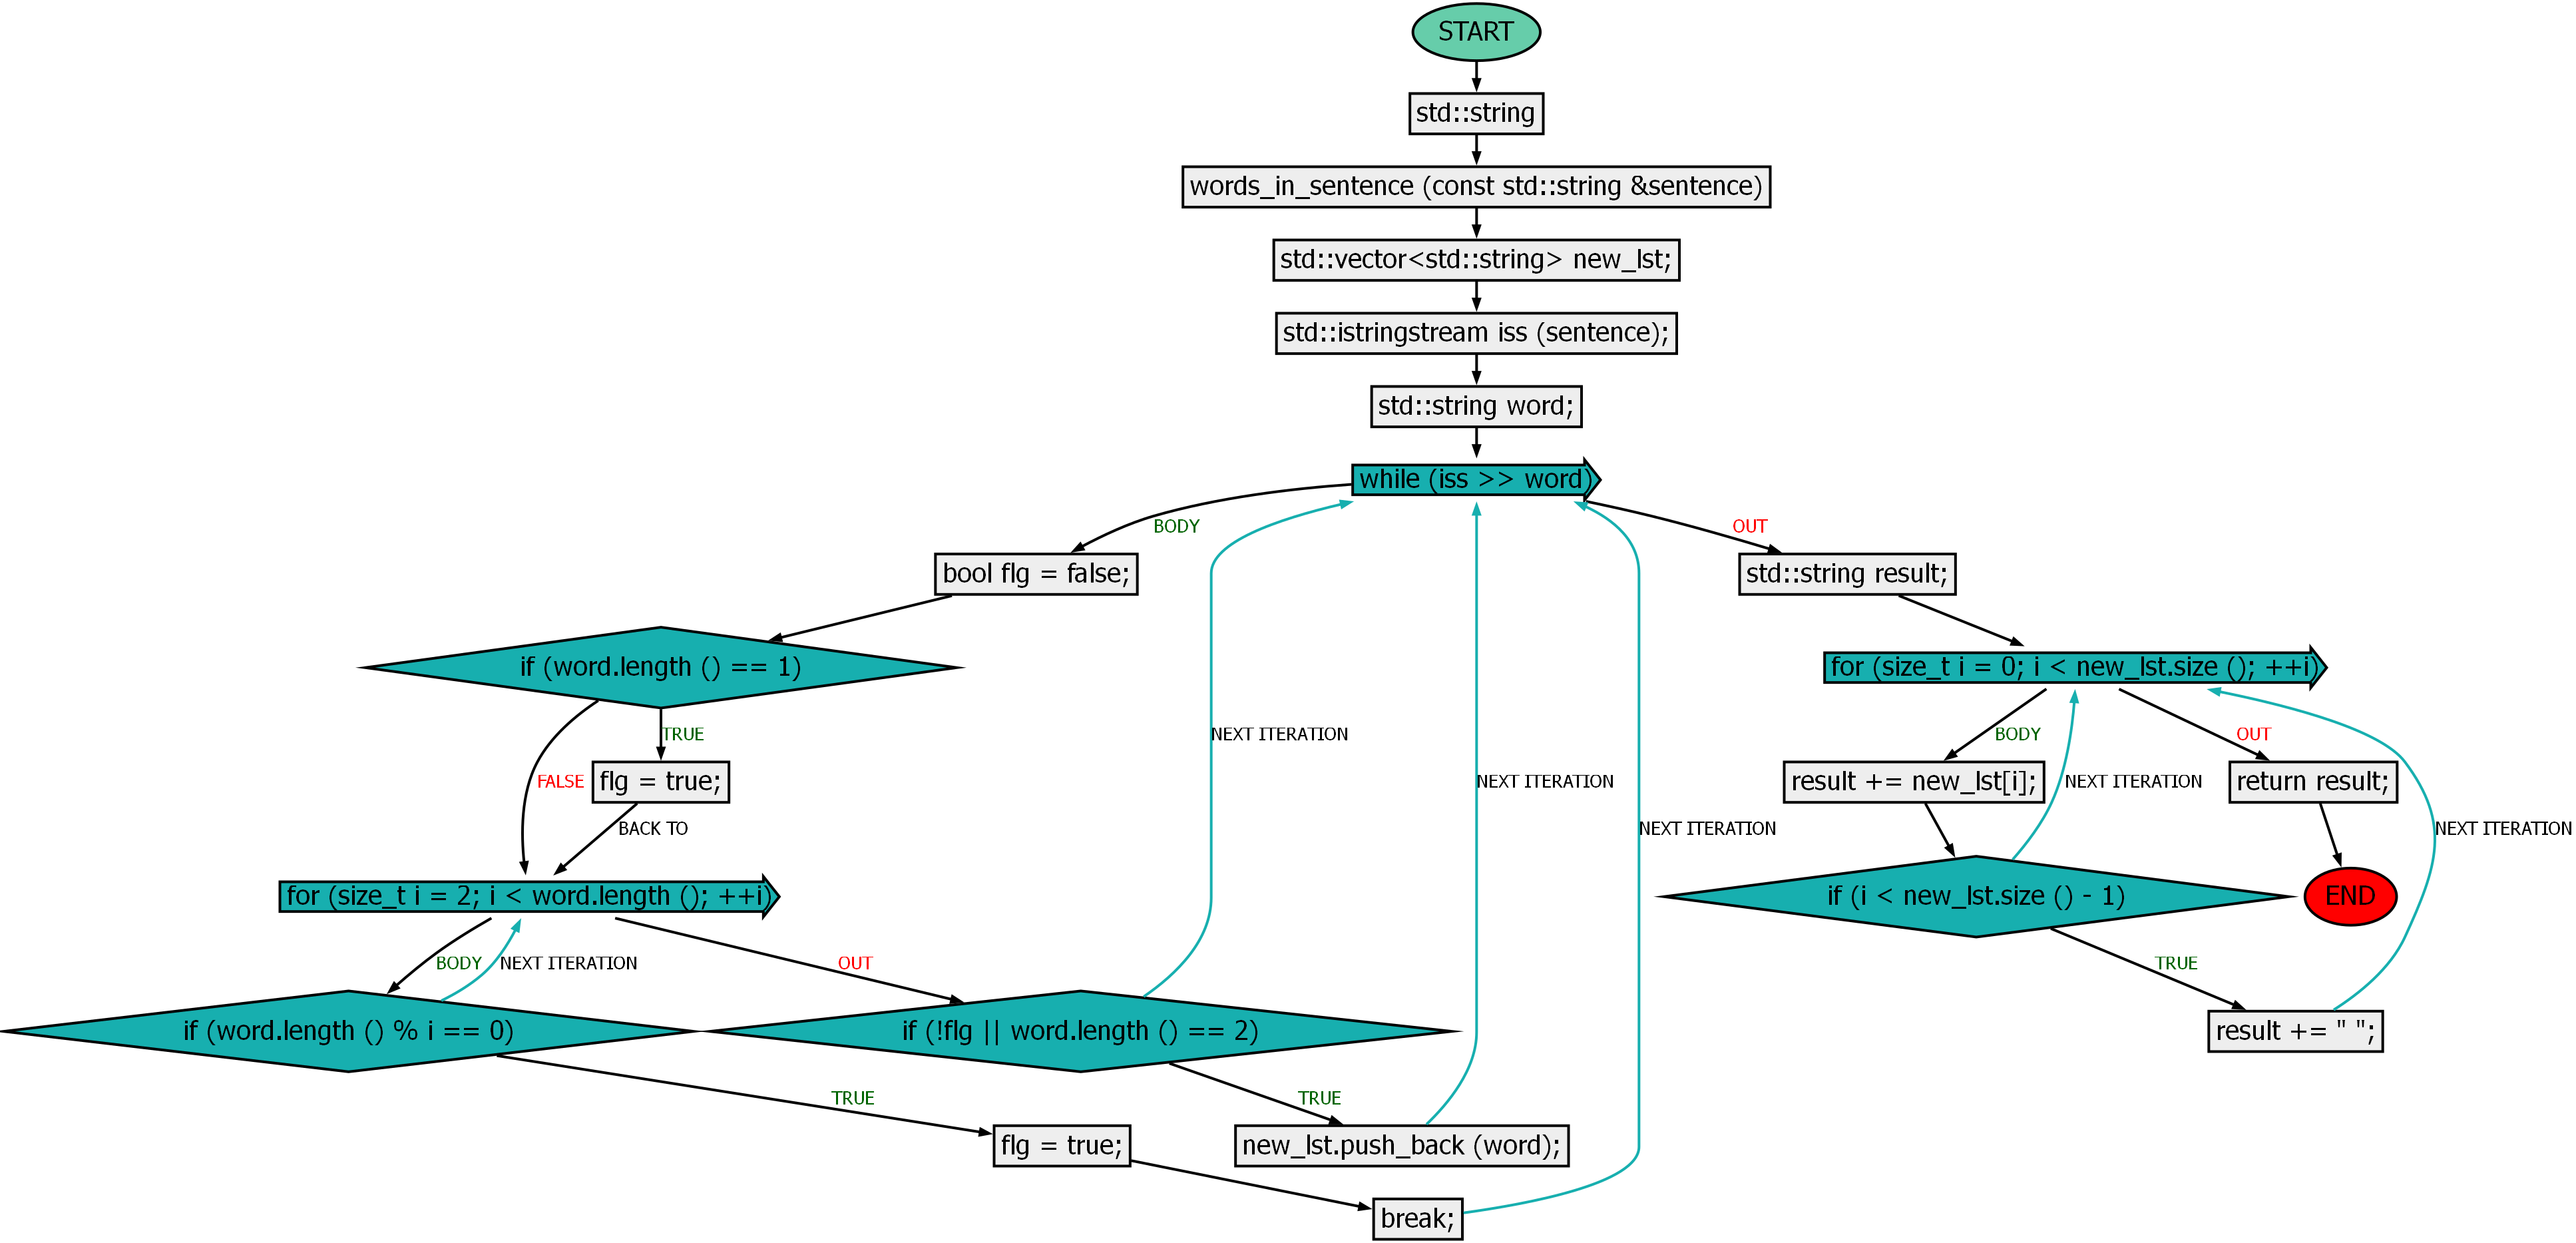 START
std::string
words_in_sentence (const std::string &sentence)
std::vector<std::string> new_lst;
std::istringstream iss (sentence);
std::string word;
while (iss >> word)
BODY
OUT
bool flg = false;
std::string result;
if (word.length () == 1)
for (size_t i = 0; i < new_lst.size (); ++i)
TRUE
NEXT ITERATION
BODY
OUT
FALSE
flg = true;
NEXT ITERATION
result += new_lst[i];
NEXT ITERATION
return result;
BACK TO
NEXT ITERATION
NEXT ITERATION
for (size_t i = 2; i < word.length (); ++i)
if (i < new_lst.size () - 1)
END
BODY
NEXT ITERATION
OUT
TRUE
if (word.length () % i == 0)
if (!flg || word.length () == 2)
result += " ";
TRUE
TRUE
flg = true;
new_lst.push_back (word);
break;